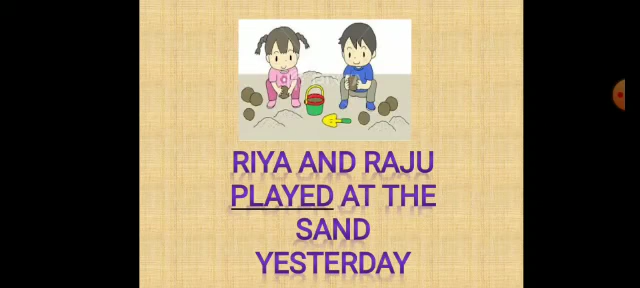 RIYA AND RAJU
PLAYED AT THE
SAND
YESTERDAY